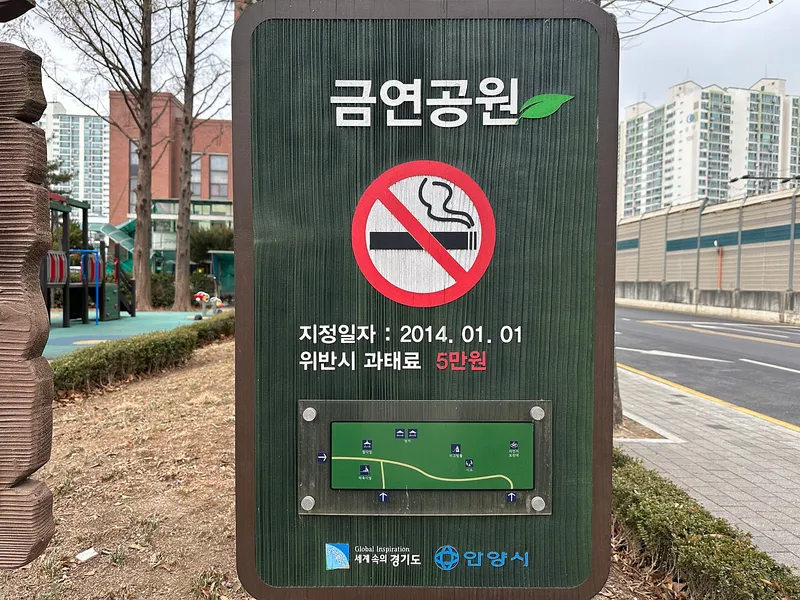 금연공원
지정일자 : 2014. 01. 01
위반시 과태료 5만원
Global Inspiration
세계 속의 경기도
안양시